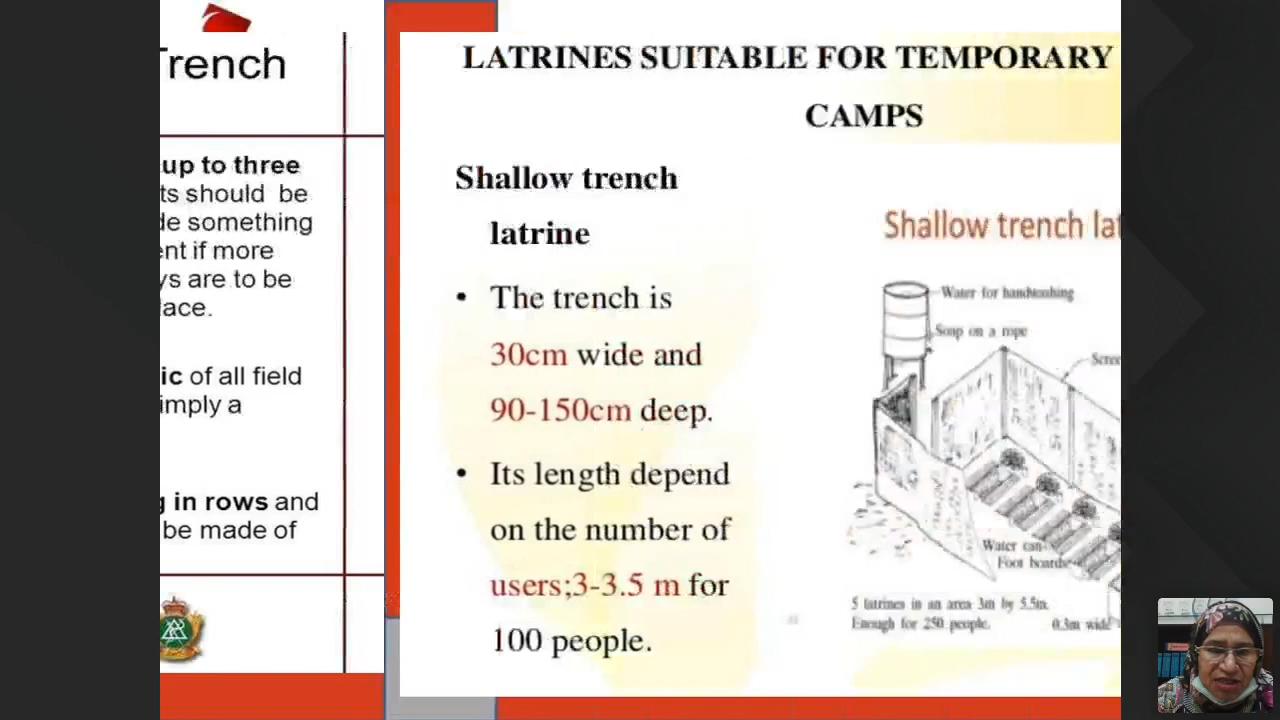 Trench
up to three
ts should be
de something
ent if more
ys are to be
lace.
ic of all field
imply a
g in rows and
be made of
LATRINES SUITABLE FOR TEMPORARY
CAMPS
Shallow trench
latrine
• The trench is
30cm wide and
90-150cm deep.
• Its length depend
on the number of
users;3-3.5 m for
100 people.
Shallow trench lat
Water for handwashing
Soap on a rope
Scree
Water can
Foot boards
5 latrines in an area 3m by 5.5m.
Enough for 250 people.
0.3m wide